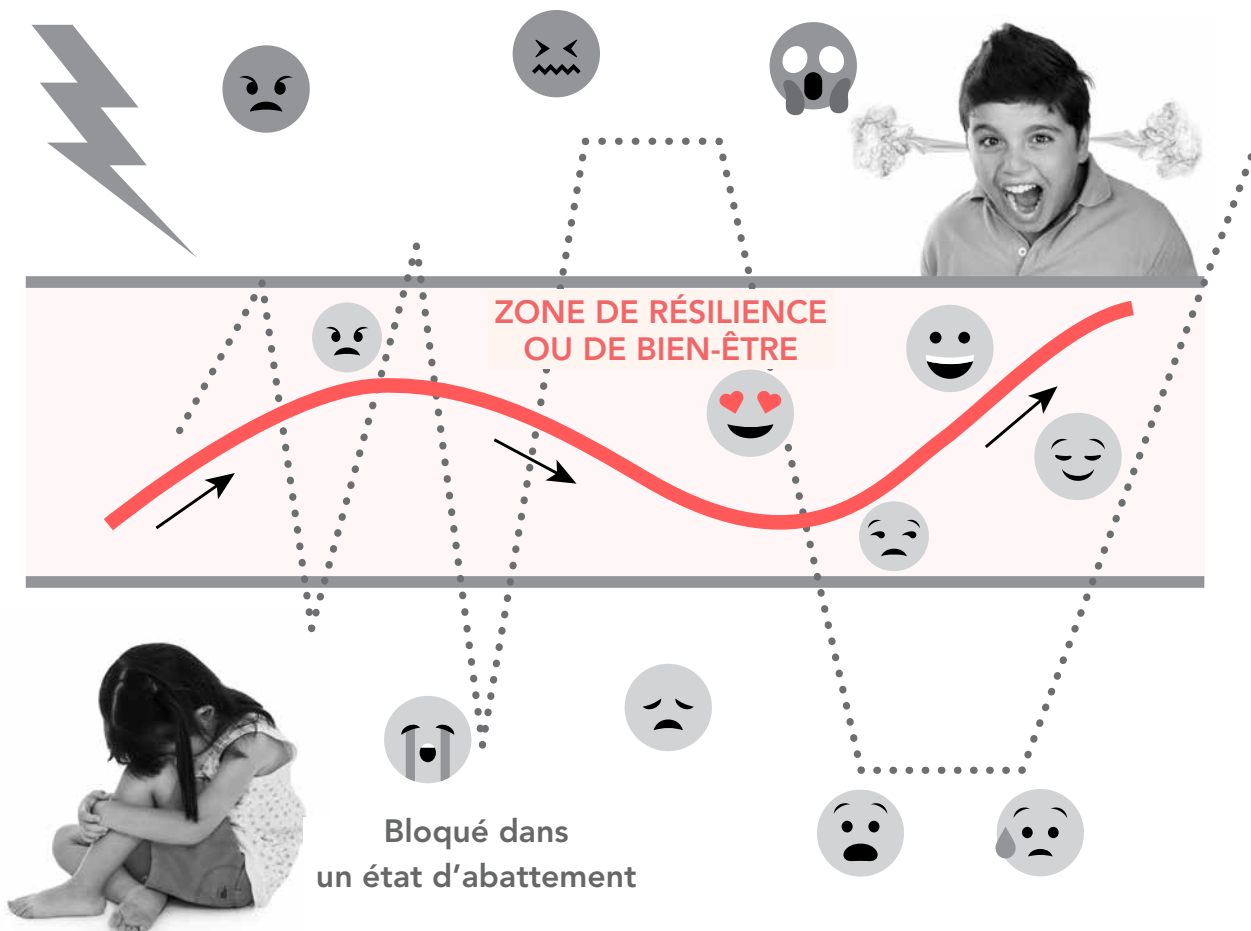 ZONE DE RÉSILIENCE
OU DE BIEN-ÊTRE
Bloqué dans
un état d’abattement